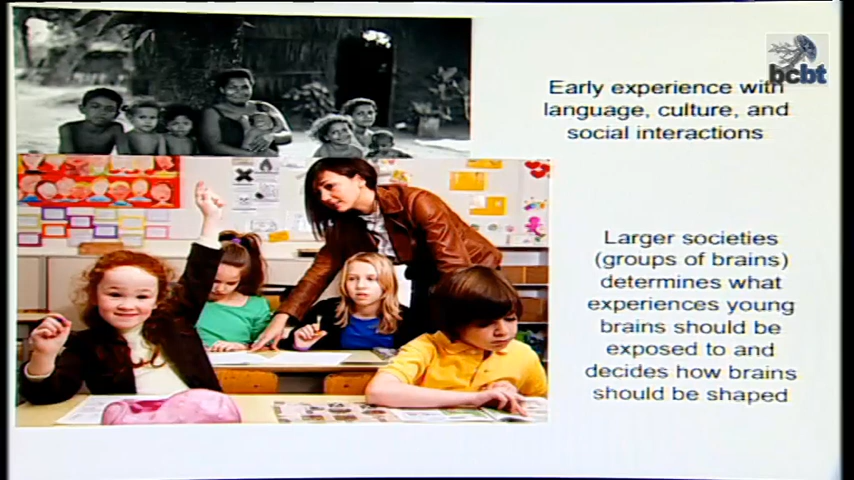 bcbt
Early experience with
language, culture, and
social interactions
Larger societies
(groups of brains)
determines what
experiences young
brains should be
exposed to and
decides how brains
should be shaped